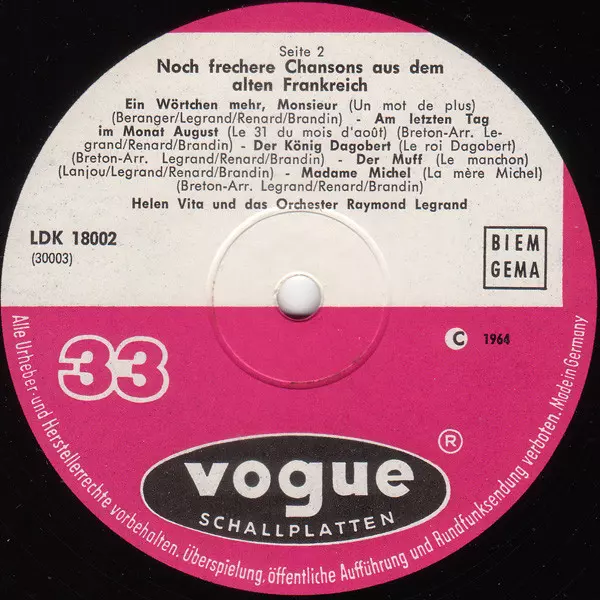 Seite 2
Noch frechere Chansons aus dem
alten Frankreich
Ein Wörtchen mehr, Monsieur (Un mot de plus)
(Beranger/Legrand/Renard/Brandin) - Am letzten Tag
im Monat August (Le 31 du mois d'août) (Breton-Arr. Le-
grand/Renard/Brandin) - Der König Dagobert (Le roi Dagobert)
(Breton-Arr. Legrand/Renard/Brandin) - Der Muff (Le manchon)
(Lanjou/Legrand/Renard/Brandin) - Madame Michel (La mère Michel)
(Breton-Arr. Legrand/Renard/Brandin)
Helen Vita und das Orchester Raymond Legrand
LDK 18002
(30003)
BIEM
GEMA
33
C 1964
®
vogue
SCHALLPLATTEN
Alle Urheber- und Herstellerrechte vorbehalten. Überspielung, öffentliche Aufführung und Rundfunksendung verboten. Made in Germany